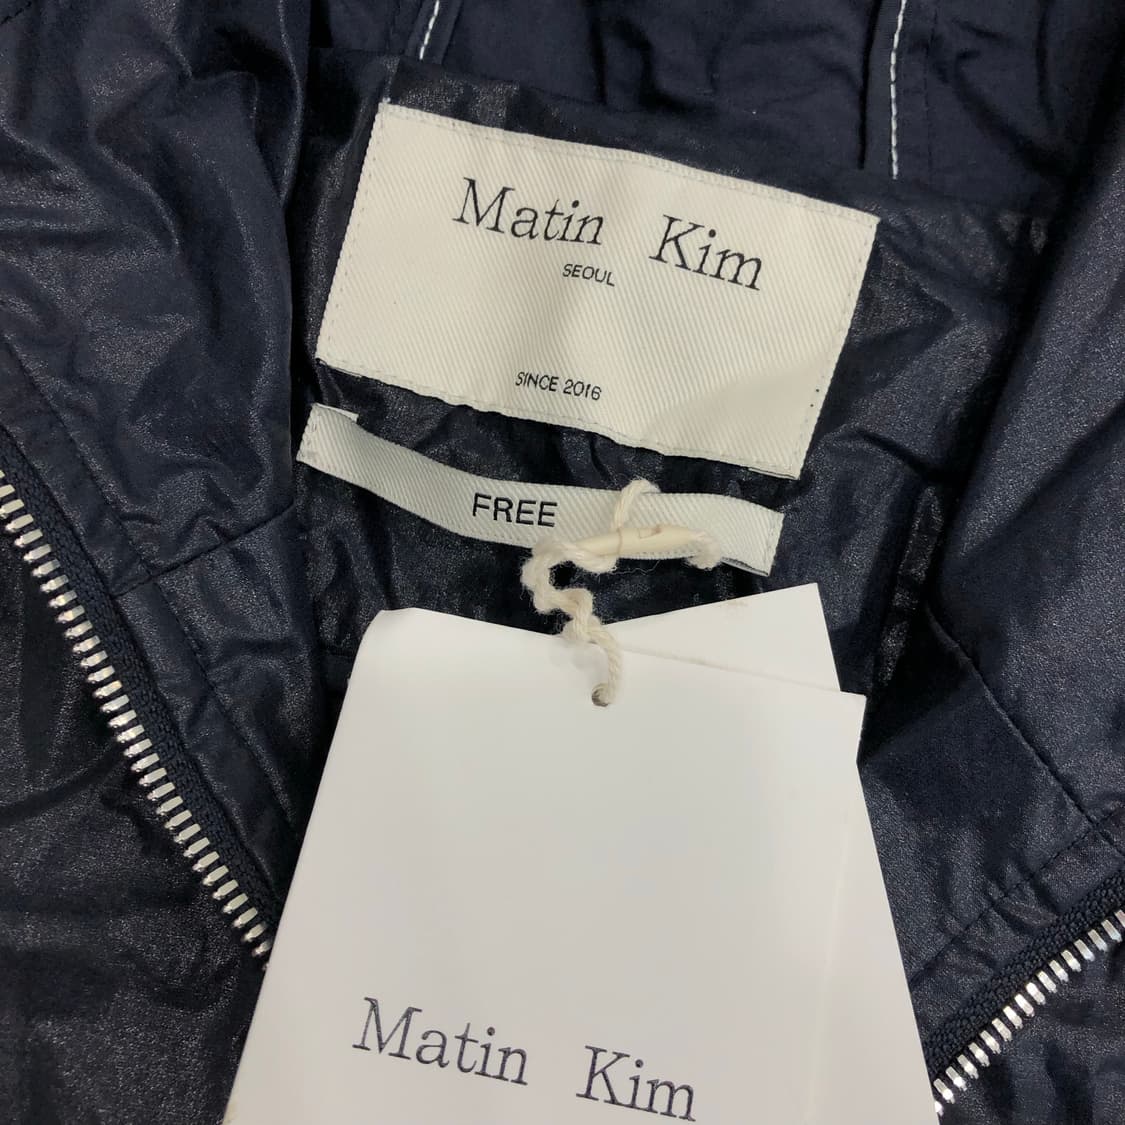 Matin Kim
SEOUL
SINCE 2016
FREE
Matin Kim